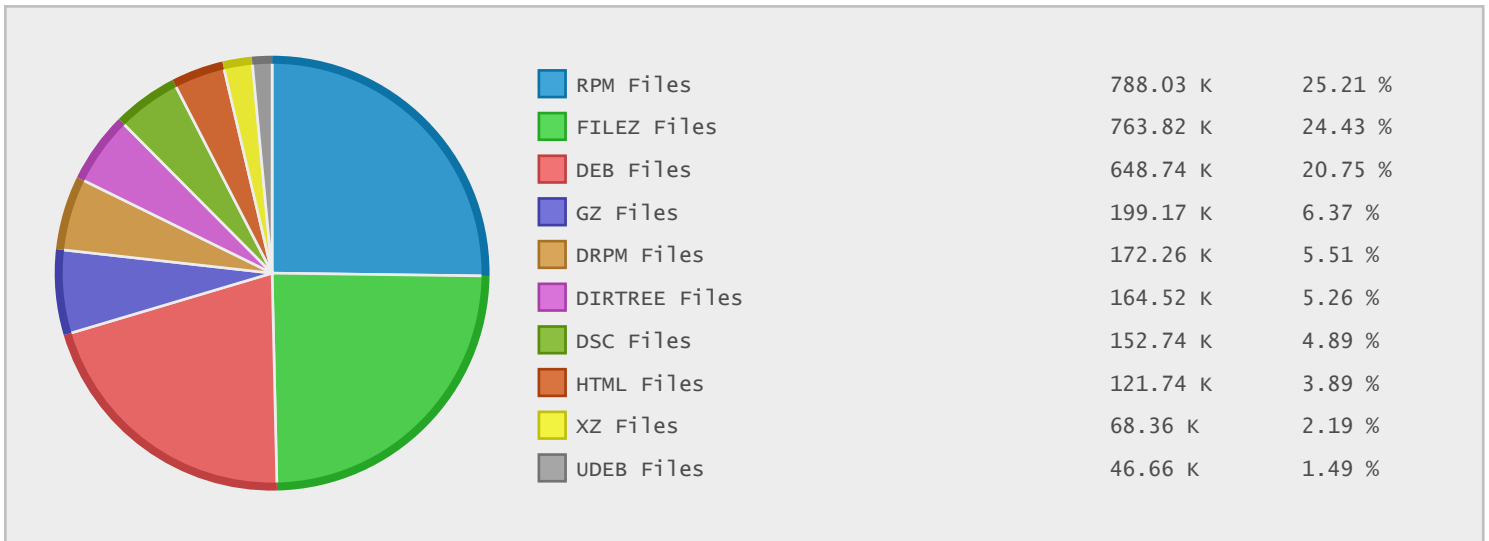 RPM Files 788.03 K 25.21 %
FILEZ Files 763.82 K 24.43 %
DEB Files 648.74 K 20.75 %
GZ Files 199.17 K 6.37 %
DRPM Files 172.26 K 5.51 %
DIRTREE Files 164.52 K 5.26 %
DSC Files 152.74 K 4.89 %
HTML Files 121.74 K 3.89 %
XZ Files 68.36 K 2.19 %
UDEB Files 46.66 K 1.49 %